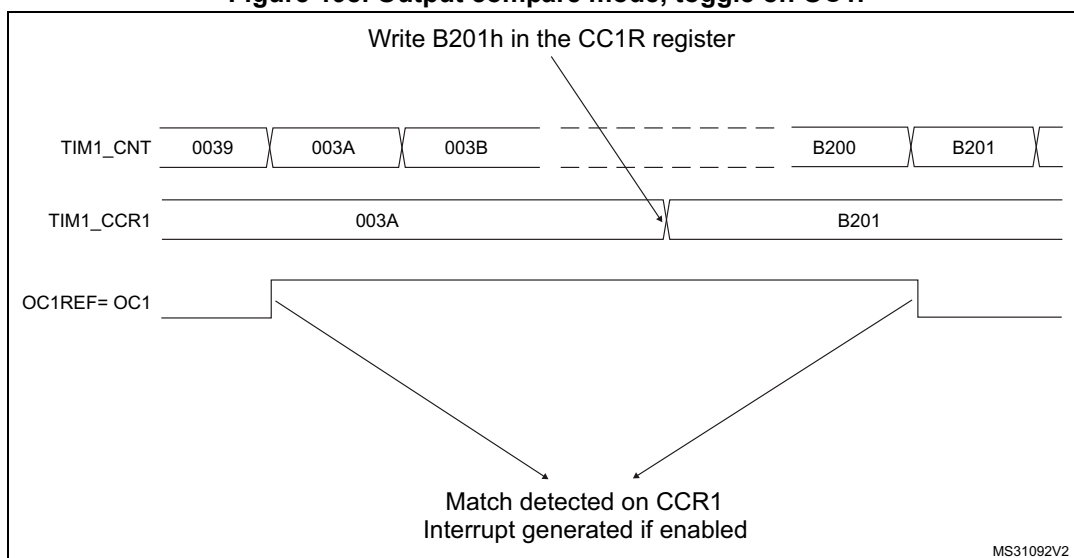 Write B201h in the CC1R register
TIM1_CNT 0039 003A 003B B200 B201
TIM1_CCR1 003A B201
OC1REF= OC1
Match detected on CCR1
Interrupt generated if enabled
MS31092V2